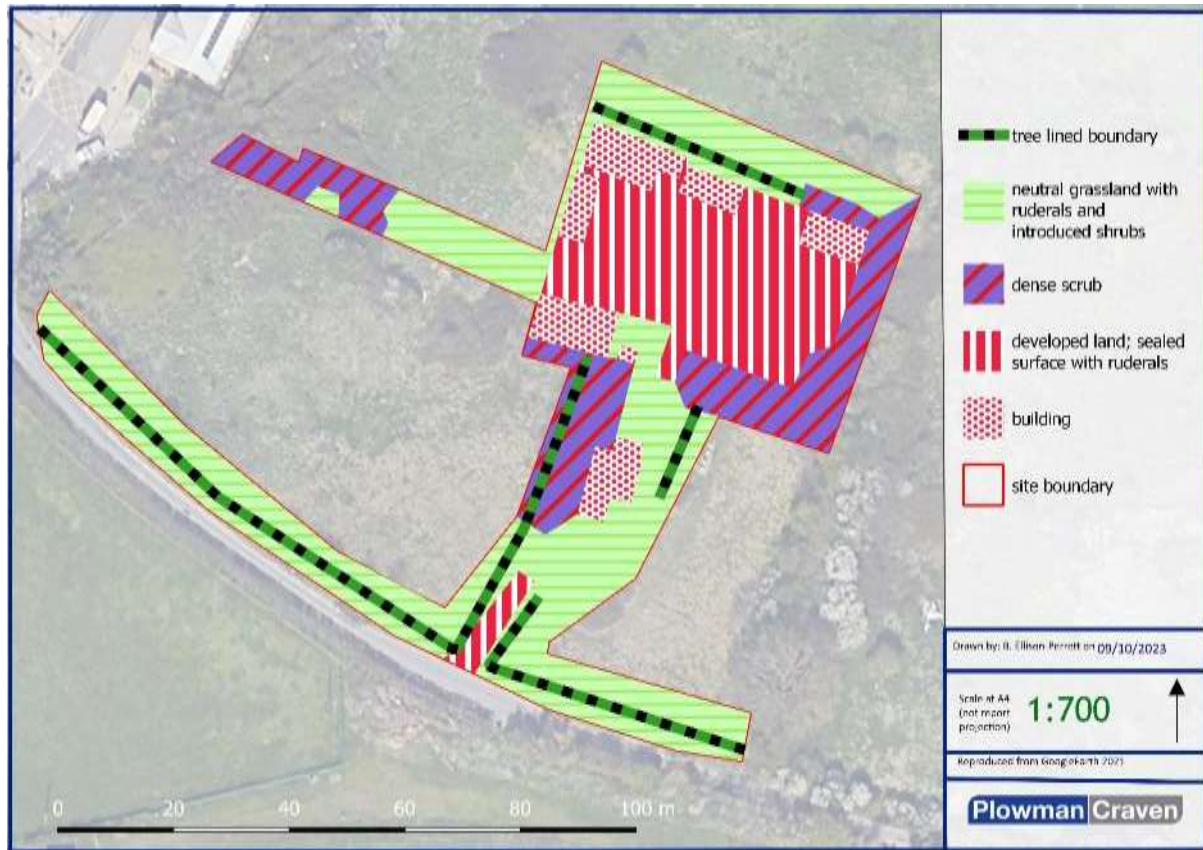 tree lined boundary
neutral grassland with
ruderals and
introduced shrubs
dense scrub
developed land; sealed
surface with ruderals
building
site boundary
Drawn by: B. Ellison Perrott on 09/10/2023
Scale at A4
(not report
projection)
1:700
Reproduced from GoogleEarth 2021
0 20 40 60 80 100 m
Plowman Craven